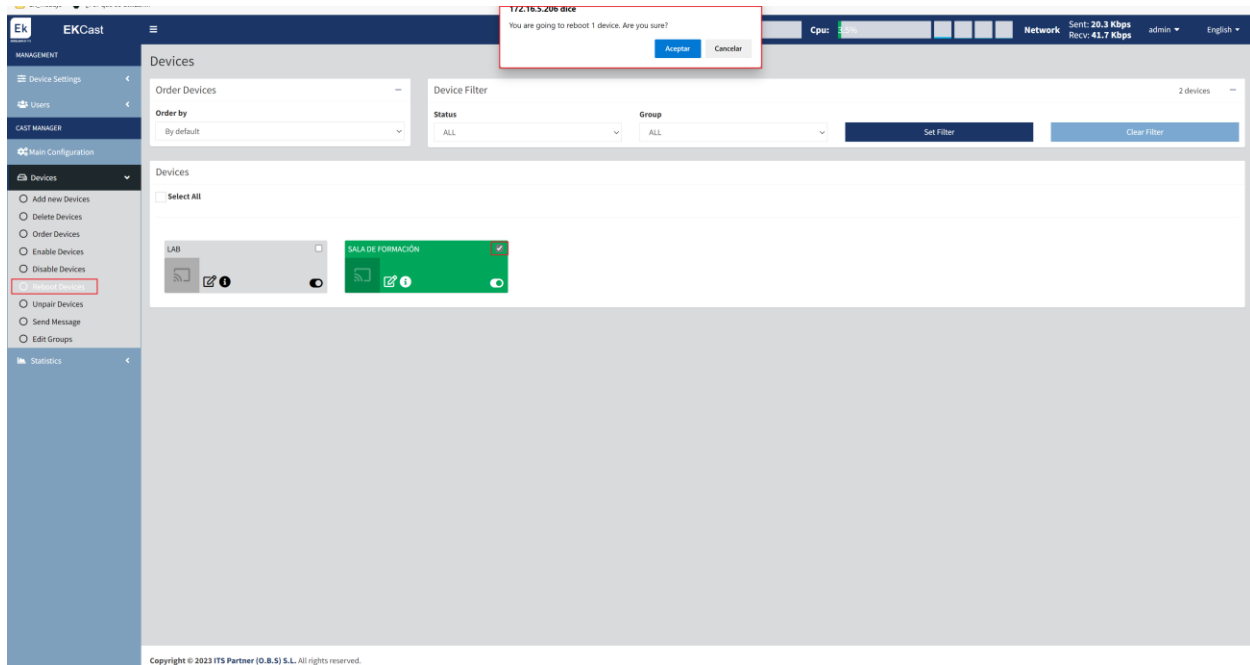 172.16.5.206 dice
You are going to reboot 1 device. Are you sure?
Aceptar Cancelar
Ek EKCast
Cpu: 3.5%
Network Sent: 20.3 Kbps
Recv: 41.7 Kbps
admin English
MANAGEMENT
Device Settings
Users
CAST MANAGER
Main Configuration
Devices
Add new Devices
Delete Devices
Order Devices
Enable Devices
Disable Devices
Reboot Devices
Unpair Devices
Send Message
Edit Groups
Statistics
Devices
Order Devices
Order by
By default
Device Filter 2 devices
Status Group
ALL ALL Set Filter Clear Filter
Devices
Select All
LAB SALA DE FORMACIÓN
Copyright © 2023 ITS Partner (O.B.S) S.L. All rights reserved.